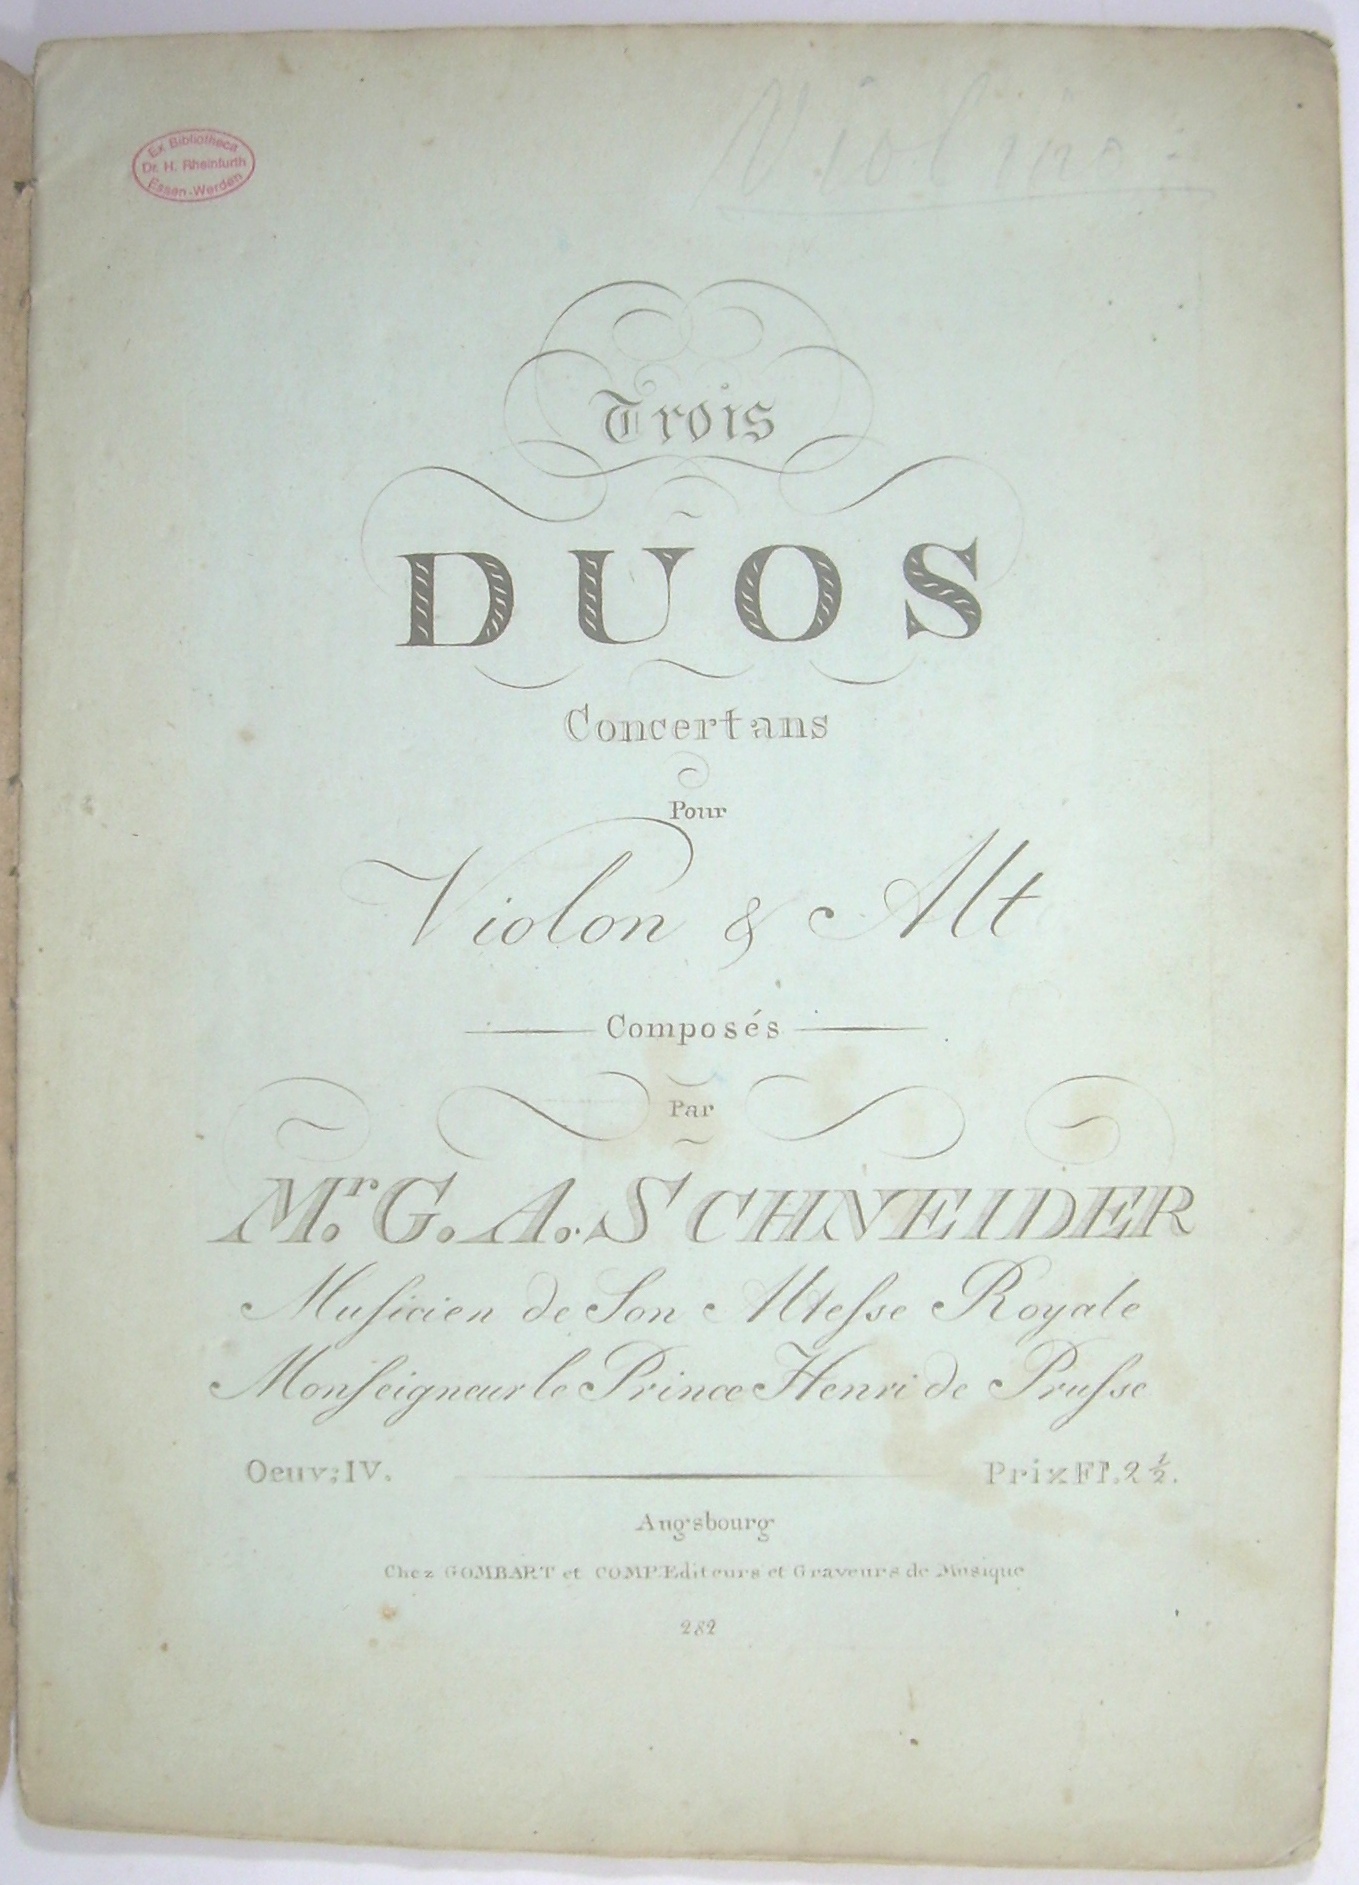 Ex Bibliotheca
Dr. H. Rheinfurth
Essen-Werden
Violino
Trois
DUOS
Concertans
Pour
Violon & Alt
Composés
Par
Mr. G. A. SCHNEIDER
Muſicien de Son Alteſse Royale
Monſeigneur le Prince Henri de Pruſse
Oeuv: IV. Prix Fl. 2 ½.
Augsbourg
Chez GOMBART et COMP: Editeurs et Graveurs de Musique
282